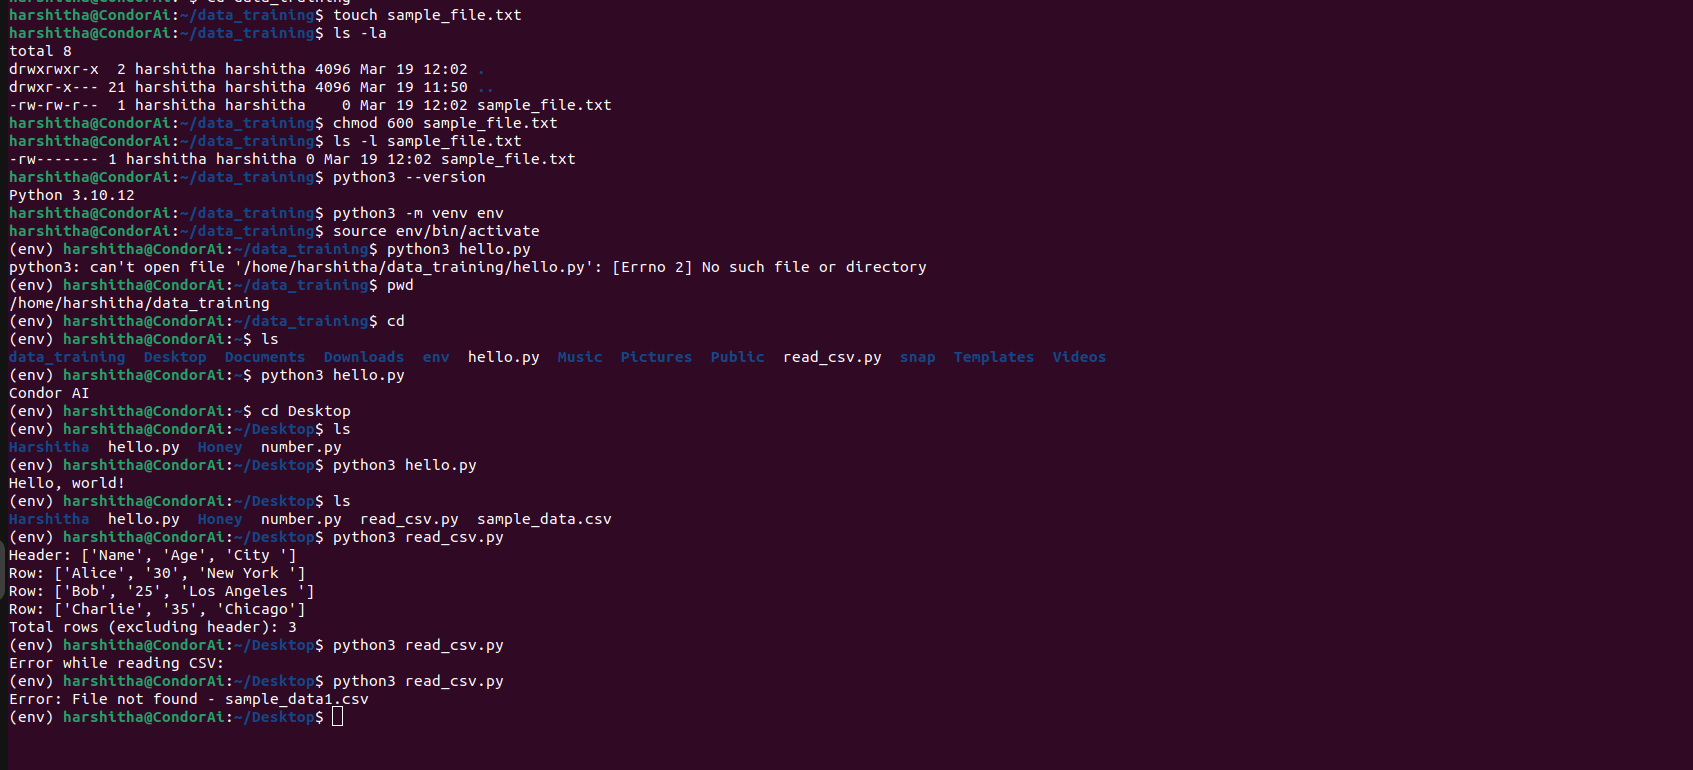 harshitha@CondorAi:~/data_training$ touch sample_file.txt
harshitha@CondorAi:~/data_training$ ls -la
total 8
drwxrwxr-x  2 harshitha harshitha 4096 Mar 19 12:02 .
drwxr-x--- 21 harshitha harshitha 4096 Mar 19 11:50 ..
-rw-rw-r--  1 harshitha harshitha    0 Mar 19 12:02 sample_file.txt
harshitha@CondorAi:~/data_training$ chmod 600 sample_file.txt
harshitha@CondorAi:~/data_training$ ls -l sample_file.txt
-rw------- 1 harshitha harshitha 0 Mar 19 12:02 sample_file.txt
harshitha@CondorAi:~/data_training$ python3 --version
Python 3.10.12
harshitha@CondorAi:~/data_training$ python3 -m venv env
harshitha@CondorAi:~/data_training$ source env/bin/activate
(env) harshitha@CondorAi:~/data_training$ python3 hello.py
python3: can't open file '/home/harshitha/data_training/hello.py': [Errno 2] No such file or directory
(env) harshitha@CondorAi:~/data_training$ pwd
/home/harshitha/data_training
(env) harshitha@CondorAi:~/data_training$ cd
(env) harshitha@CondorAi:~$ ls
data_training  Desktop  Documents  Downloads  env  hello.py  Music  Pictures  Public  read_csv.py  snap  Templates  Videos
(env) harshitha@CondorAi:~$ python3 hello.py
Condor AI
(env) harshitha@CondorAi:~$ cd Desktop
(env) harshitha@CondorAi:~/Desktop$ ls
Harshitha  hello.py  Honey  number.py
(env) harshitha@CondorAi:~/Desktop$ python3 hello.py
Hello, world!
(env) harshitha@CondorAi:~/Desktop$ ls
Harshitha  hello.py  Honey  number.py  read_csv.py  sample_data.csv
(env) harshitha@CondorAi:~/Desktop$ python3 read_csv.py
Header: ['Name', 'Age', 'City ']
Row: ['Alice', '30', 'New York ']
Row: ['Bob', '25', 'Los Angeles ']
Row: ['Charlie', '35', 'Chicago']
Total rows (excluding header): 3
(env) harshitha@CondorAi:~/Desktop$ python3 read_csv.py
Error while reading CSV:
(env) harshitha@CondorAi:~/Desktop$ python3 read_csv.py
Error: File not found - sample_data1.csv
(env) harshitha@CondorAi:~/Desktop$